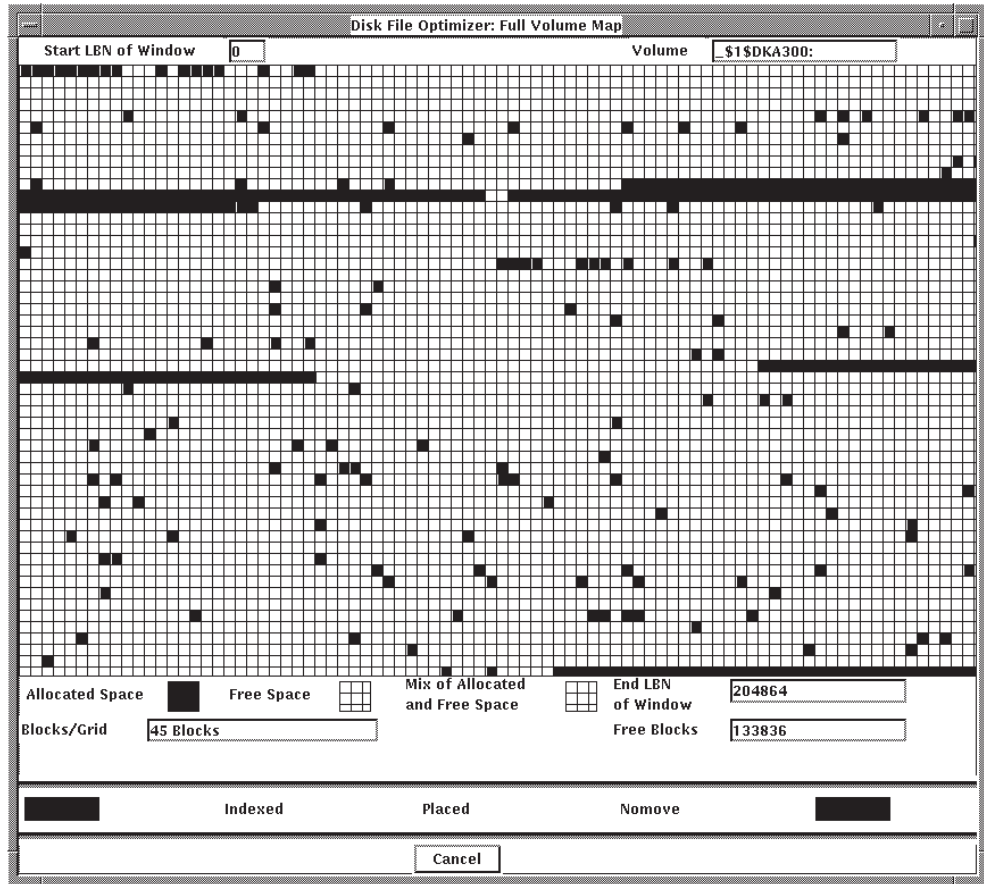 Disk File Optimizer: Full Volume Map
Start LBN of Window 0 Volume _$1$DKA300:
Allocated Space Free Space Mix of Allocated and Free Space End LBN of Window 204864
Blocks/Grid 45 Blocks Free Blocks 133836
Indexed Placed Nomove
Cancel